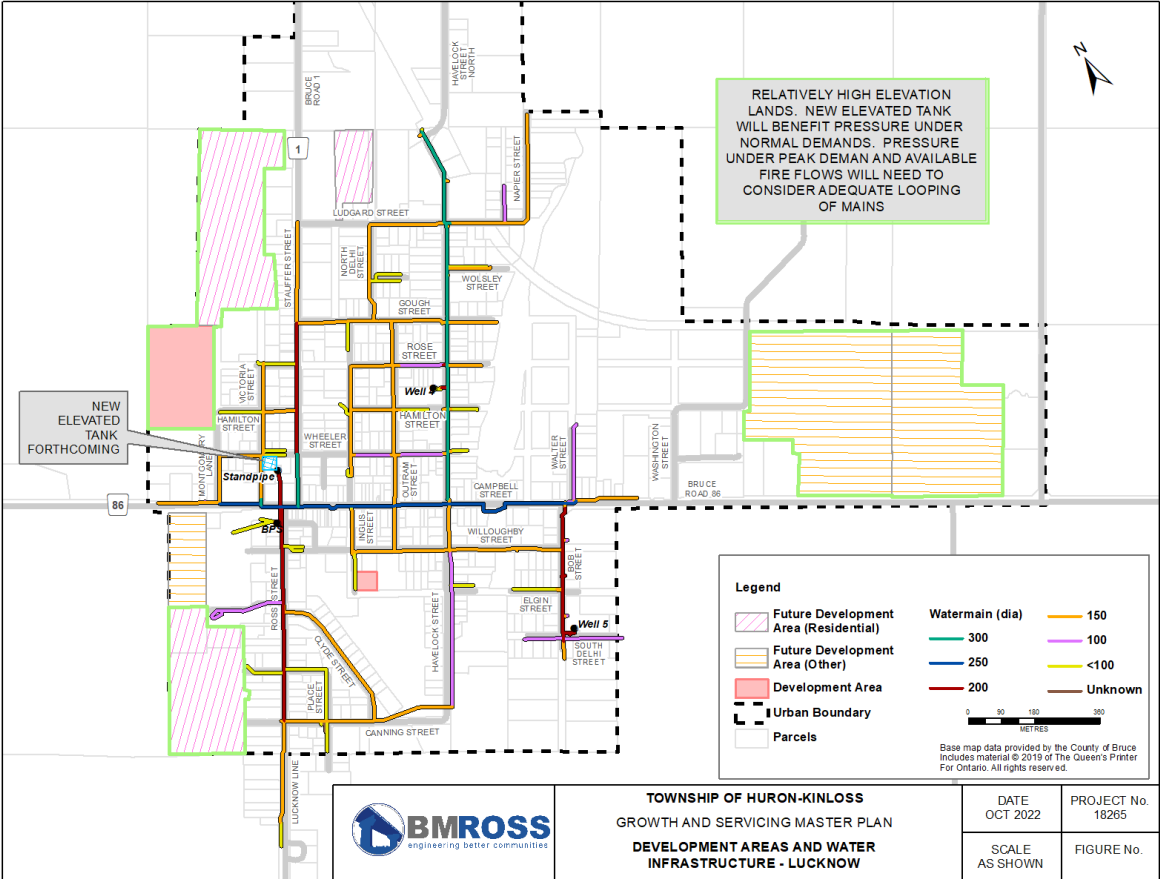 BRUCE
ROAD 1
HAVELOCK
STREET
NORTH
N
RELATIVELY HIGH ELEVATION
LANDS. NEW ELEVATED TANK
WILL BENEFIT PRESSURE UNDER
NORMAL DEMANDS. PRESSURE
UNDER PEAK DEMAN AND AVAILABLE
FIRE FLOWS WILL NEED TO
CONSIDER ADEQUATE LOOPING
OF MAINS
1
NAPIER STREET
LUDGARD STREET
STAUFFER STREET
NORTH
DELHI
STREET
WOLSLEY
STREET
GOUGH
STREET
ROSE
STREET
VICTORIA
STREET
Well
NEW
ELEVATED
TANK
FORTHCOMING
HAMILTON
STREET
HAMILTON
STREET
WHEELER
STREET
MONTGOMERY
LANE
Standpipe
OUTRAM
STREET
WALTER
STREET
WASHINGTON
STREET
CAMPBELL
STREET
BRUCE
ROAD 86
86
BPS
INGLIS
STREET
WILLOUGHBY
STREET
BOB
STREET
ROSS STREET
ELGIN
STREET
Well 5
SOUTH
DELHI
STREET
HAVELOCK STREET
CLYDE STREET
PLACE
STREET
CANNING STREET
LUCKNOW LINE
Legend
Future Development
Area (Residential)
Future Development
Area (Other)
Development Area
Urban Boundary
Parcels
Watermain (dia)
300
250
200
150
100
<100
Unknown
0 90 180 360
METRES
Base map data provided by the County of Bruce
Includes material © 2019 of The Queen's Printer
For Ontario. All rights reserved.
BMROSS
engineering better communities
TOWNSHIP OF HURON-KINLOSS
GROWTH AND SERVICING MASTER PLAN
DEVELOPMENT AREAS AND WATER
INFRASTRUCTURE - LUCKNOW
DATE
OCT 2022
PROJECT No.
18265
SCALE
AS SHOWN
FIGURE No.